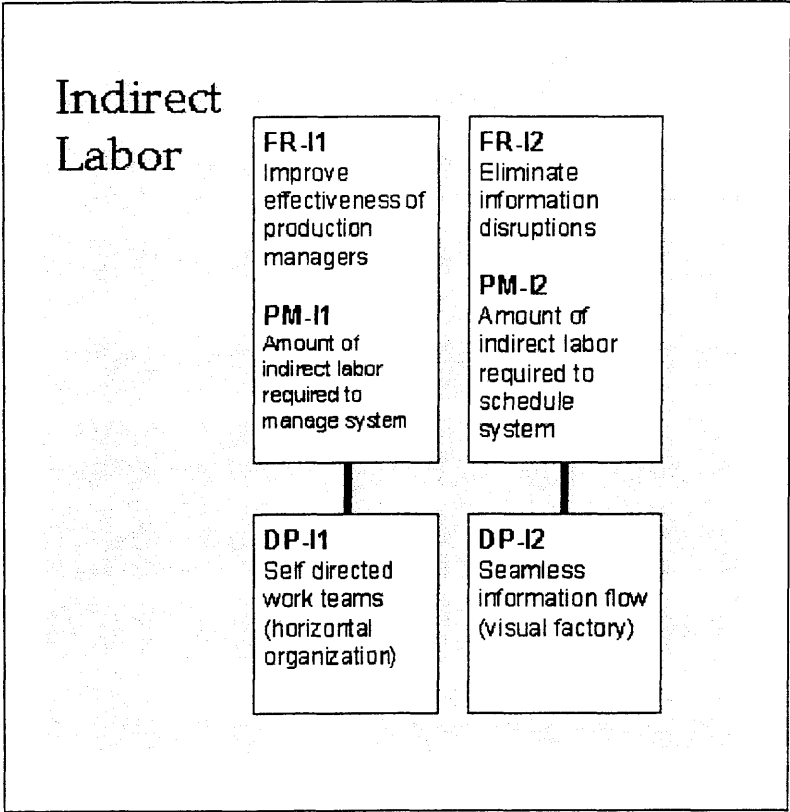 Indirect
Labor
FR-I1
Improve
effectiveness of
production
managers
PM-I1
Amount of
indirect labor
required to
manage system
FR-I2
Eliminate
information
disruptions
PM-I2
Amount of
indirect labor
required to
schedule
system
DP-I1
Self directed
work teams
(horizontal
organization)
DP-I2
Seamless
information flow
(visual factory)